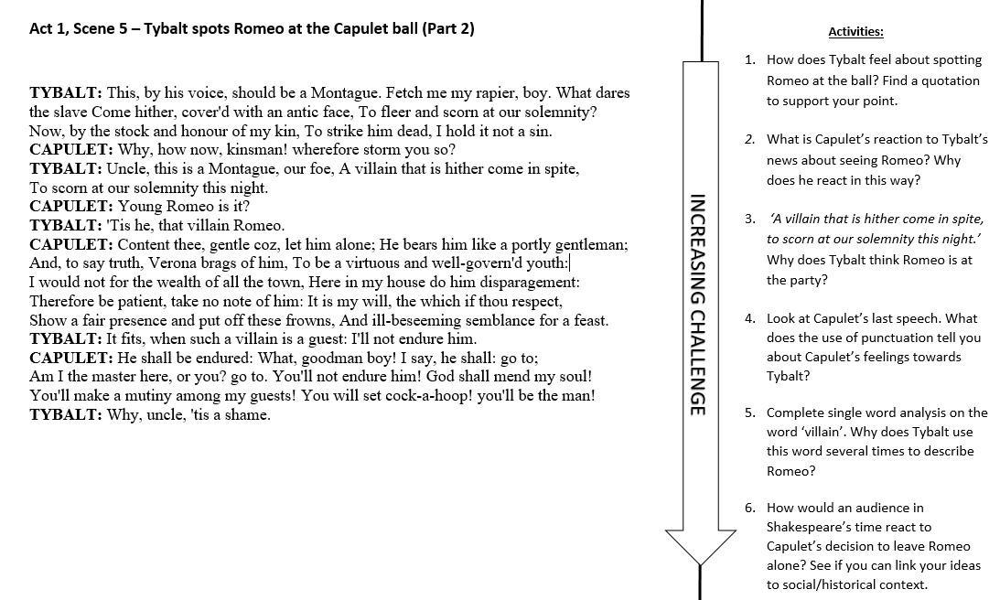 Act 1, Scene 5 – Tybalt spots Romeo at the Capulet ball (Part 2)
TYBALT: This, by his voice, should be a Montague. Fetch me my rapier, boy. What dares
the slave Come hither, cover'd with an antic face, To fleer and scorn at our solemnity?
Now, by the stock and honour of my kin, To strike him dead, I hold it not a sin.
CAPULET: Why, how now, kinsman! wherefore storm you so?
TYBALT: Uncle, this is a Montague, our foe, A villain that is hither come in spite,
To scorn at our solemnity this night.
CAPULET: Young Romeo is it?
TYBALT: 'Tis he, that villain Romeo.
CAPULET: Content thee, gentle coz, let him alone; He bears him like a portly gentleman;
And, to say truth, Verona brags of him, To be a virtuous and well-govern'd youth:
I would not for the wealth of all the town, Here in my house do him disparagement:
Therefore be patient, take no note of him: It is my will, the which if thou respect,
Show a fair presence and put off these frowns, And ill-beseeming semblance for a feast.
TYBALT: It fits, when such a villain is a guest: I'll not endure him.
CAPULET: He shall be endured: What, goodman boy! I say, he shall: go to;
Am I the master here, or you? go to. You'll not endure him! God shall mend my soul!
You'll make a mutiny among my guests! You will set cock-a-hoop! you'll be the man!
TYBALT: Why, uncle, 'tis a shame.
INCREASING CHALLENGE
Activities:
1. How does Tybalt feel about spotting
Romeo at the ball? Find a quotation
to support your point.
2. What is Capulet's reaction to Tybalt's
news about seeing Romeo? Why
does he react in this way?
3. 'A villain that is hither come in spite,
to scorn at our solemnity this night.'
Why does Tybalt think Romeo is at
the party?
4. Look at Capulet's last speech. What
does the use of punctuation tell you
about Capulet's feelings towards
Tybalt?
5. Complete single word analysis on the
word 'villain'. Why does Tybalt use
this word several times to describe
Romeo?
6. How would an audience in
Shakespeare's time react to
Capulet's decision to leave Romeo
alone? See if you can link your ideas
to social/historical context.